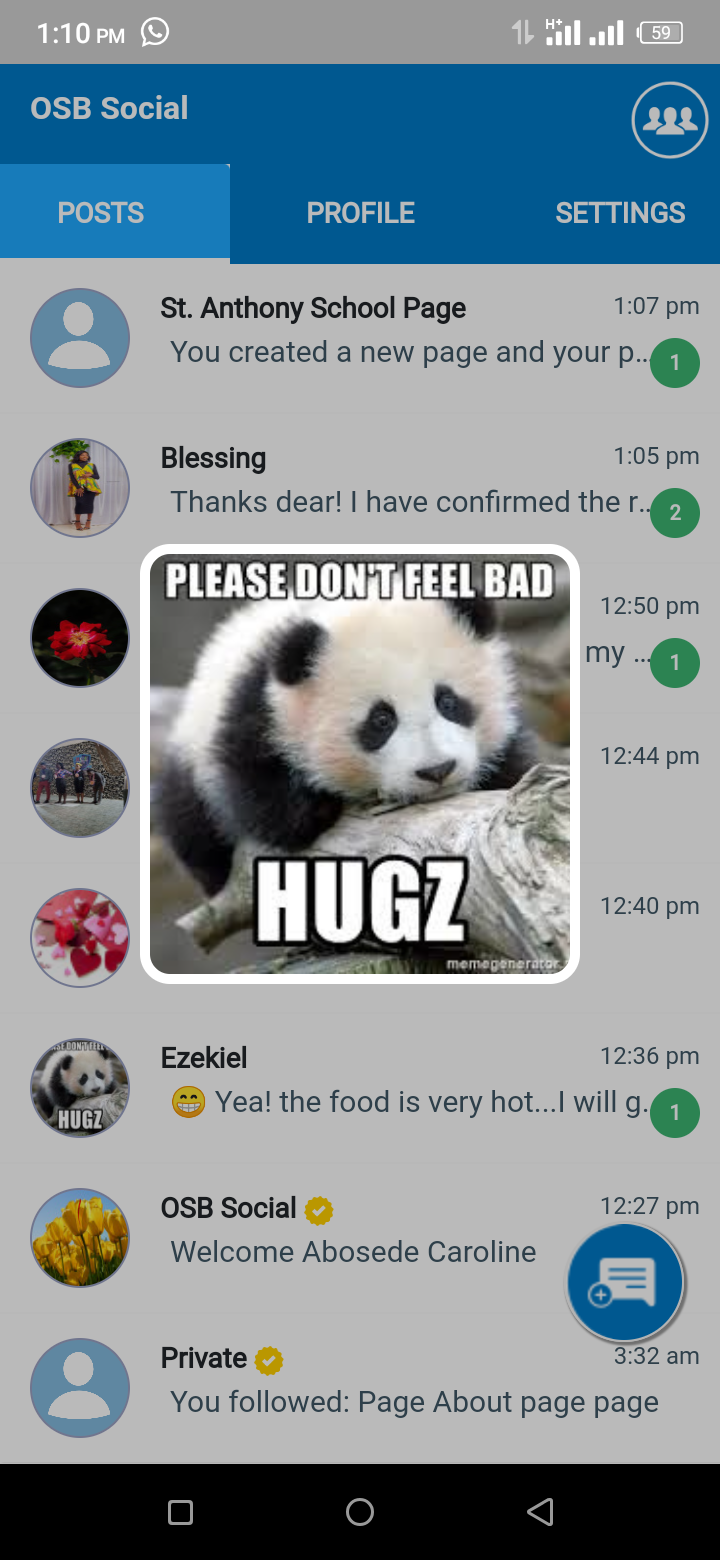 1:10 PM
H+
59
OSB Social
POSTS
PROFILE
SETTINGS
St. Anthony School Page
1:07 pm
You created a new page and your p...
1
Blessing
1:05 pm
Thanks dear! I have confirmed the r...
2
12:50 pm
my ...
1
PLEASE DON'T FEEL BAD
HUGZ
memegenerator.
12:44 pm
12:40 pm
Ezekiel
12:36 pm
😁 Yea! the food is very hot...I will g...
1
HUGZ
OSB Social
12:27 pm
Welcome Abosede Caroline
Private
3:32 am
You followed: Page About page page